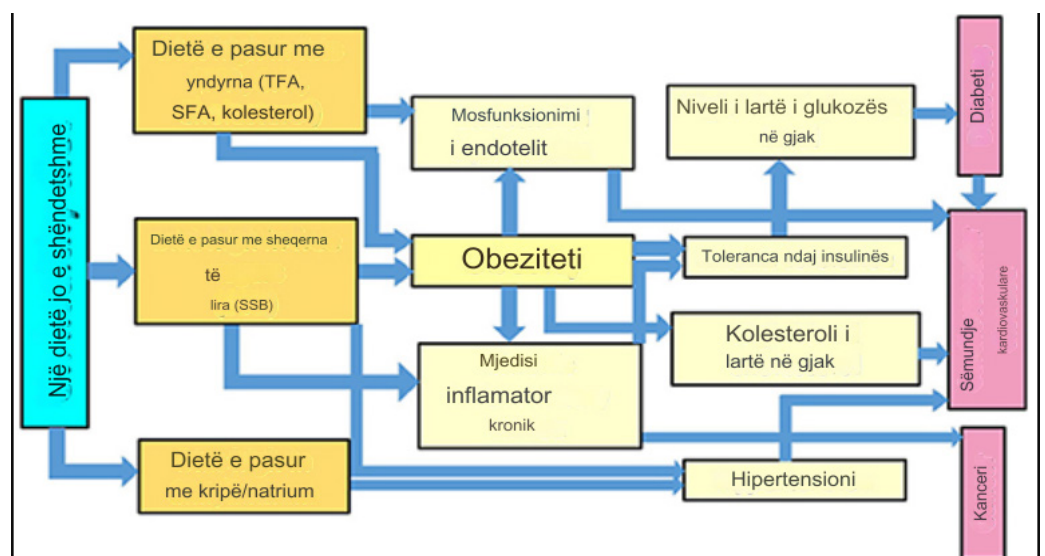 Një dietë jo e shëndetshme
Dietë e pasur me
yndyrna (TFA,
SFA, kolesterol)
Dietë e pasur me sheqerna
të
lira (SSB)
Dietë e pasur
me kripë/natrium
Mosfunksionimi
i endotelit
Obeziteti
Mjedisi
inflamator
kronik
Niveli i lartë i glukozës
në gjak
Toleranca ndaj insulinës
Kolesteroli i
lartë në gjak
Hipertensioni
Diabeti
Sëmundje
kardiovaskulare
Kanceri